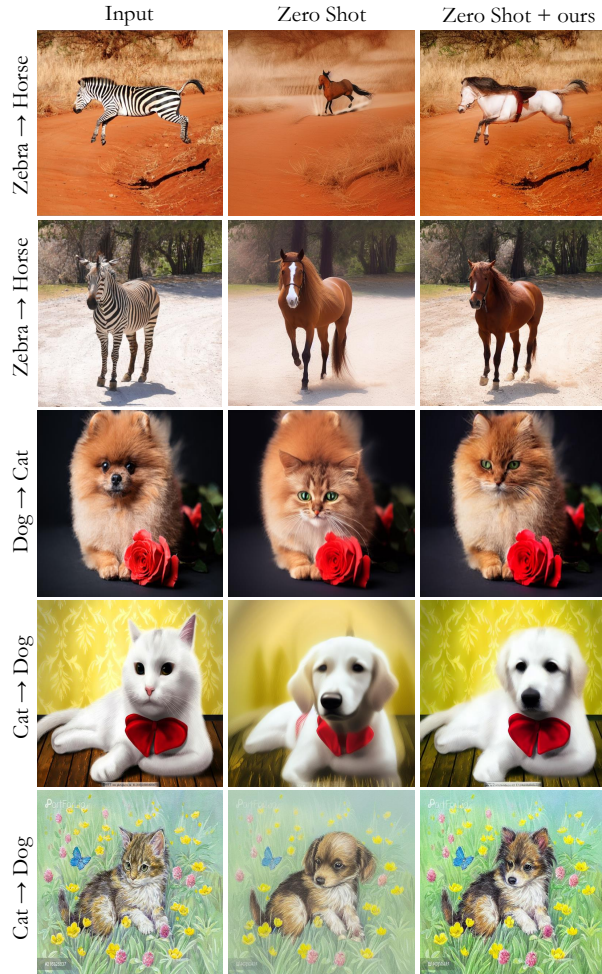 Input Zero Shot Zero Shot + ours
Zebra → Horse
Zebra → Horse
Dog → Cat
Cat → Dog
Cat → Dog